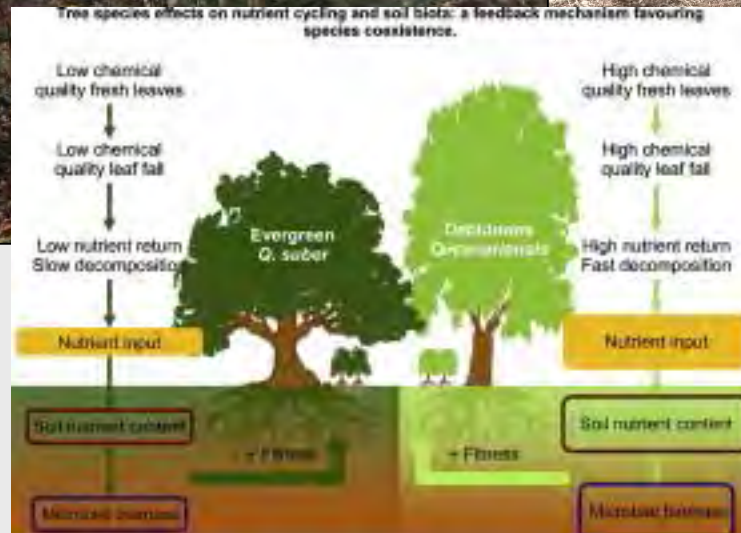 Tree species effects on nutrient cycling and soil biota: a feedback mechanism favouring
species coexistence.
Low chemical
quality fresh leaves
Low chemical
quality leaf fall
Low nutrient return
Slow decomposition
Nutrient input
Soil nutrient content
Microbial biomass
Evergreen
Q. suber
Deciduous
Q. canariensis
+ Fitness
+ Fitness
High chemical
quality fresh leaves
High chemical
quality leaf fall
High nutrient return
Fast decomposition
Nutrient input
Soil nutrient content
Microbial biomass